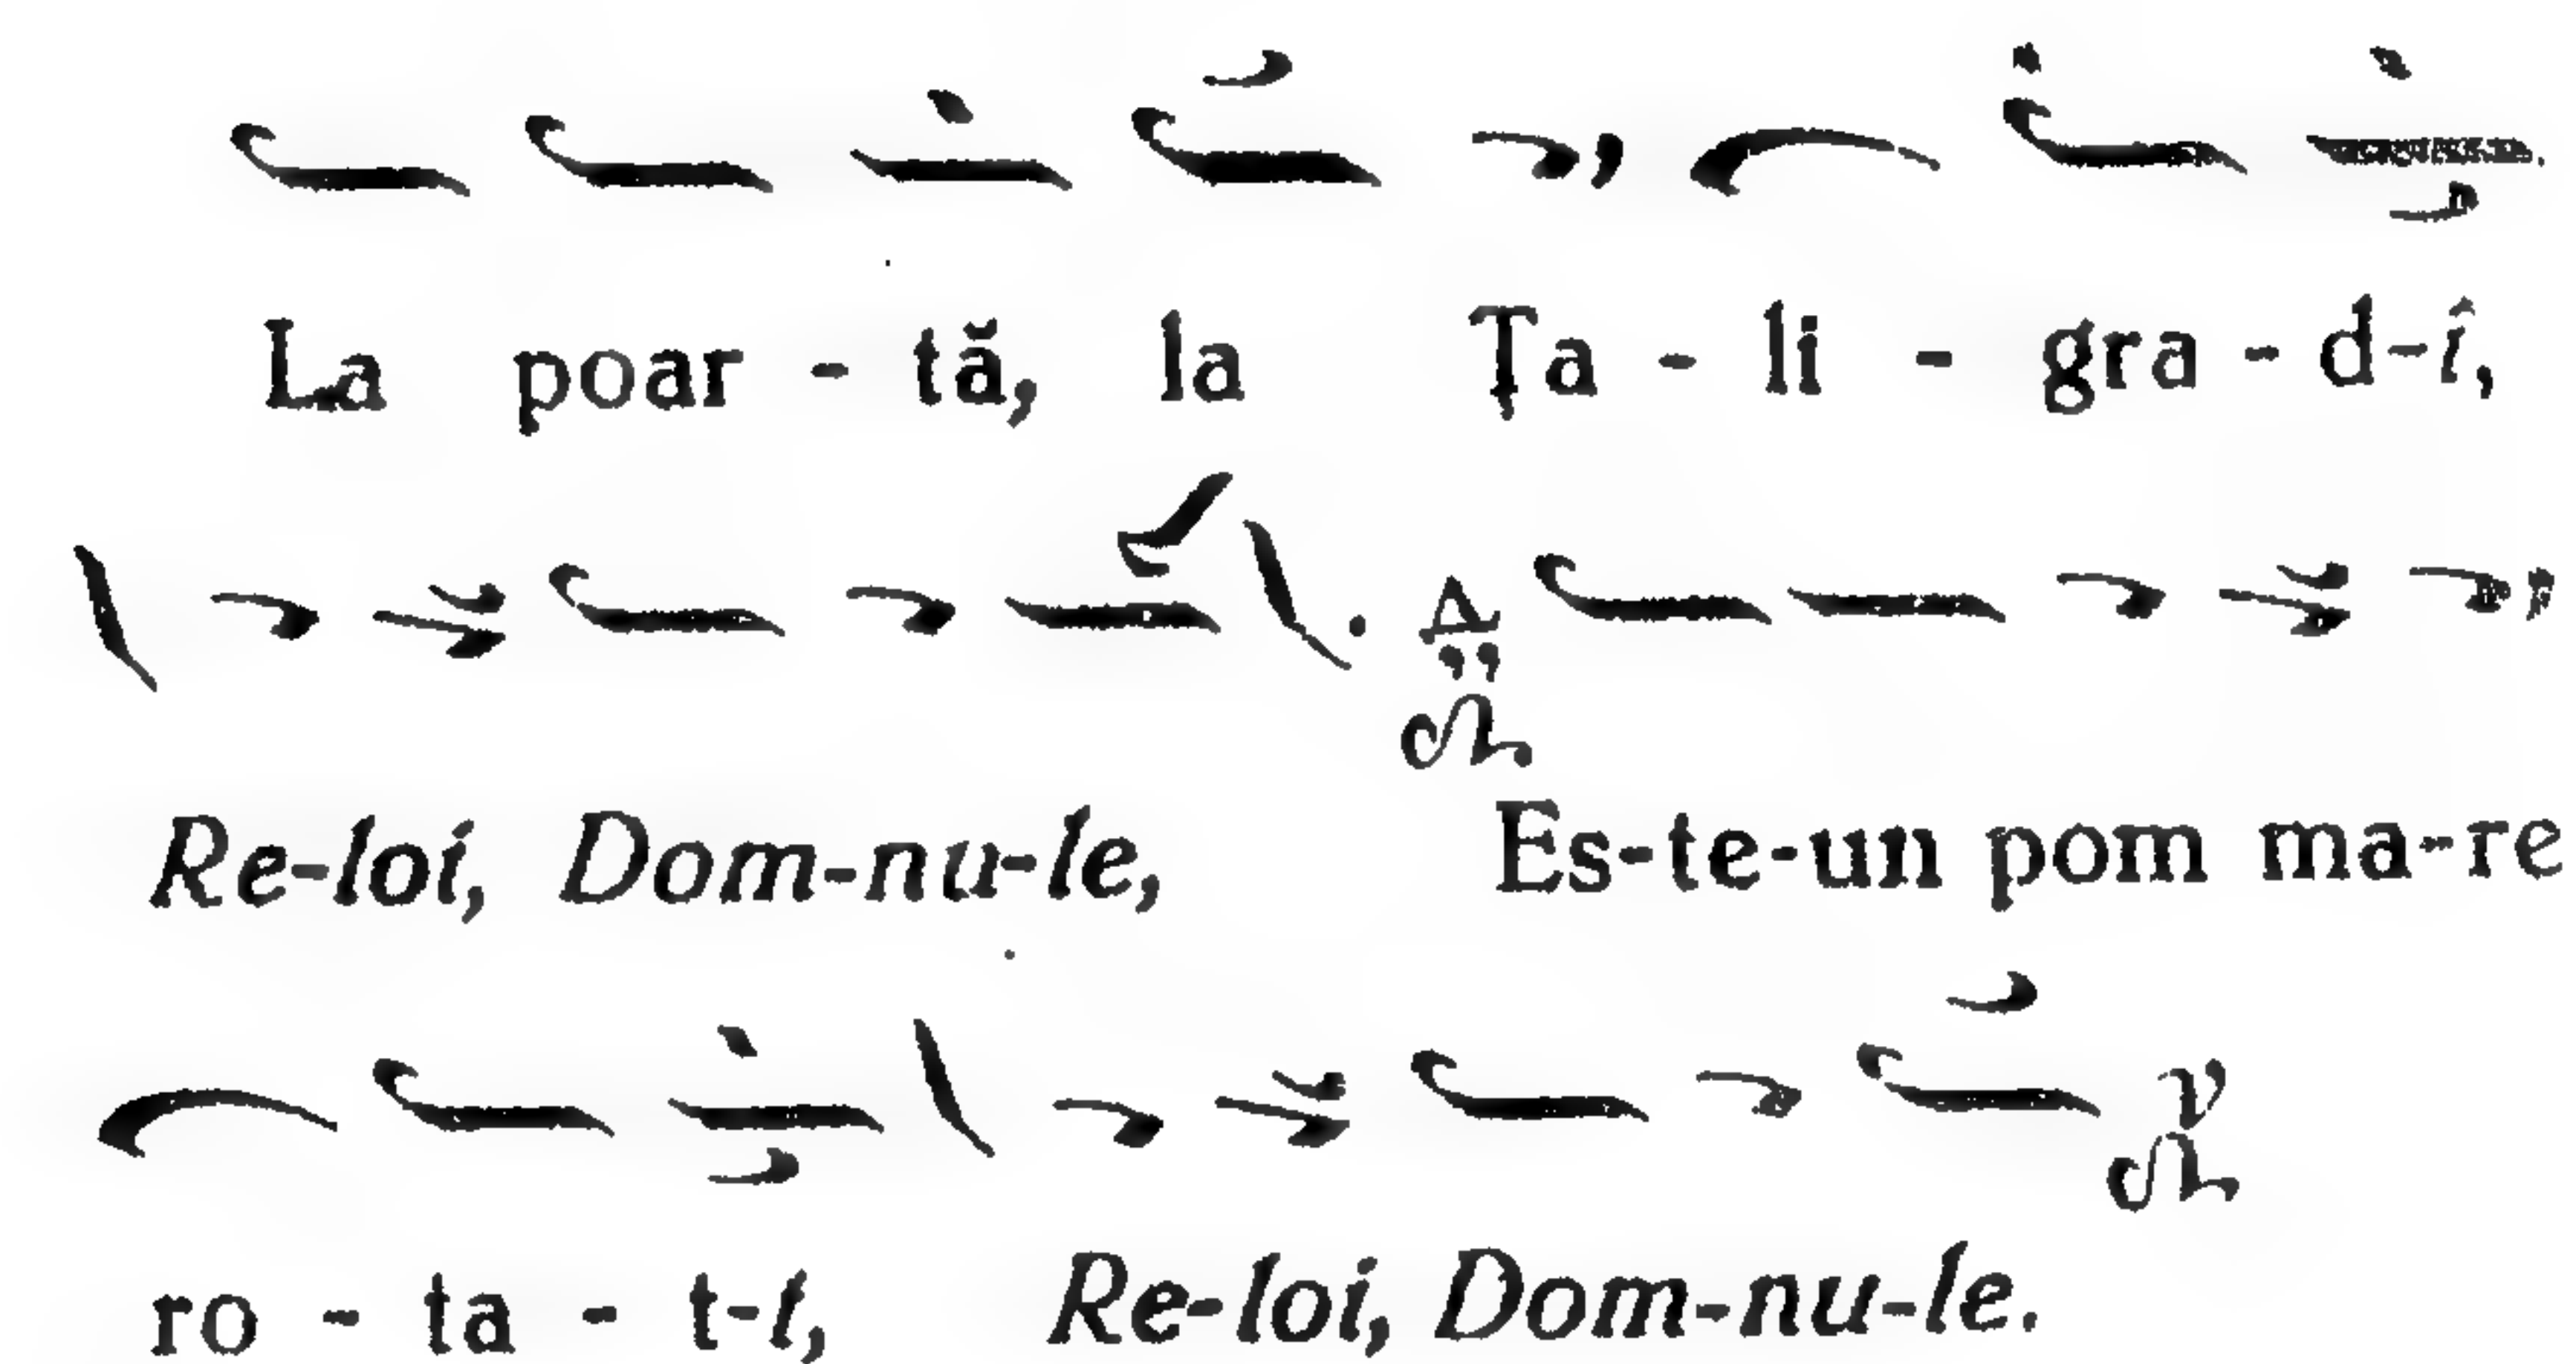 La poar - tă, la Ța - li - gra - d-î,
Re-loi, Dom-nu-le, Es-te-un pom ma-re
ro - ta - t-î, Re-loi, Dom-nu-le.